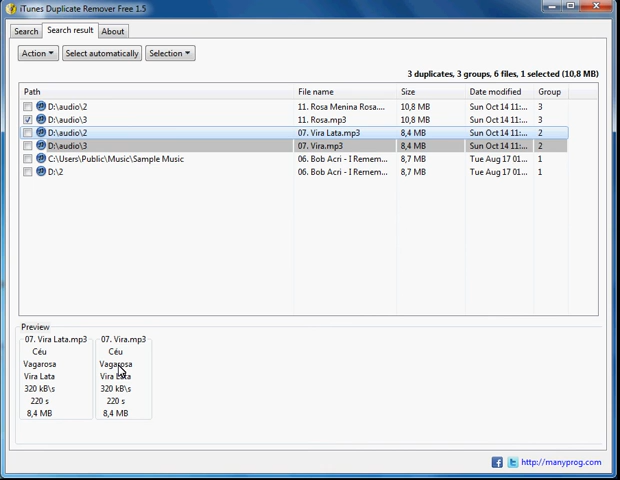 iTunes Duplicate Remover Free 1.5
Search Search result About
Action Select automatically Selection
3 duplicates, 3 groups, 6 files, 1 selected (10,8 MB)
Path File name Size Date modified Group
D:\audio\2 11. Rosa Menina Rosa.... 10,8 MB Sun Oct 14 11:... 3
D:\audio\3 11. Rosa.mp3 10,8 MB Sun Oct 14 11:... 3
D:\audio\2 07. Vira Lata.mp3 8,4 MB Sun Oct 14 11:... 2
D:\audio\3 07. Vira.mp3 8,4 MB Sun Oct 14 11:... 2
C:\Users\Public\Music\Sample Music 06. Bob Acri - I Remem... 8,7 MB Tue Aug 17 01... 1
D:\2 06. Bob Acri - I Remem... 8,7 MB Tue Aug 17 01... 1
Preview
07. Vira Lata.mp3 07. Vira.mp3
Céu Céu
Vagarosa Vagarosa
Vira Lata Vira Lata
320 kB\s 320 kB\s
220 s 220 s
8,4 MB 8,4 MB
http://manyprog.com